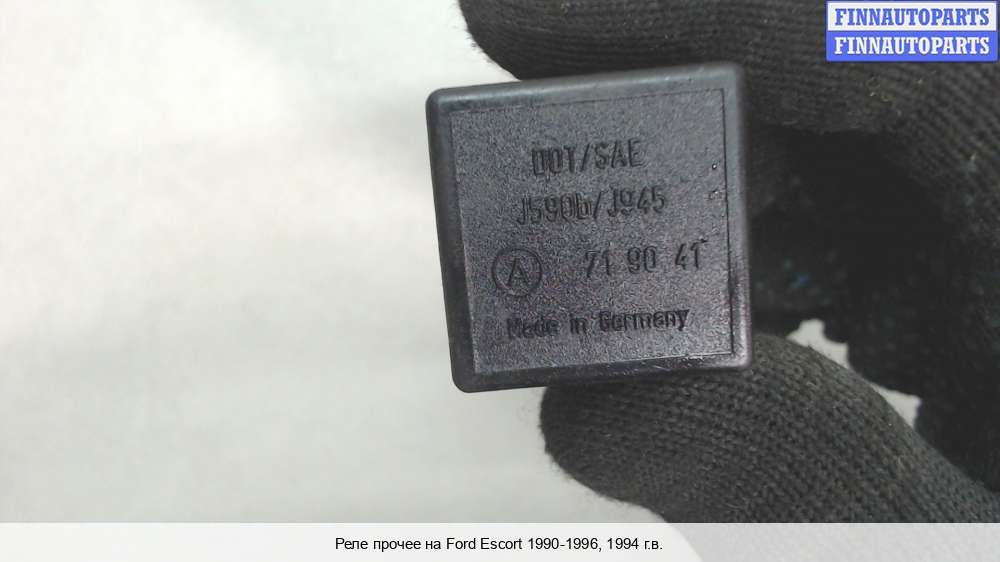 FINNAUTOPARTS
FINNAUTOPARTS
DOT/SAE
J590b/J945
A 71 90 41
Made in Germany
Реле прочее на Ford Escort 1990-1996, 1994 г.в.